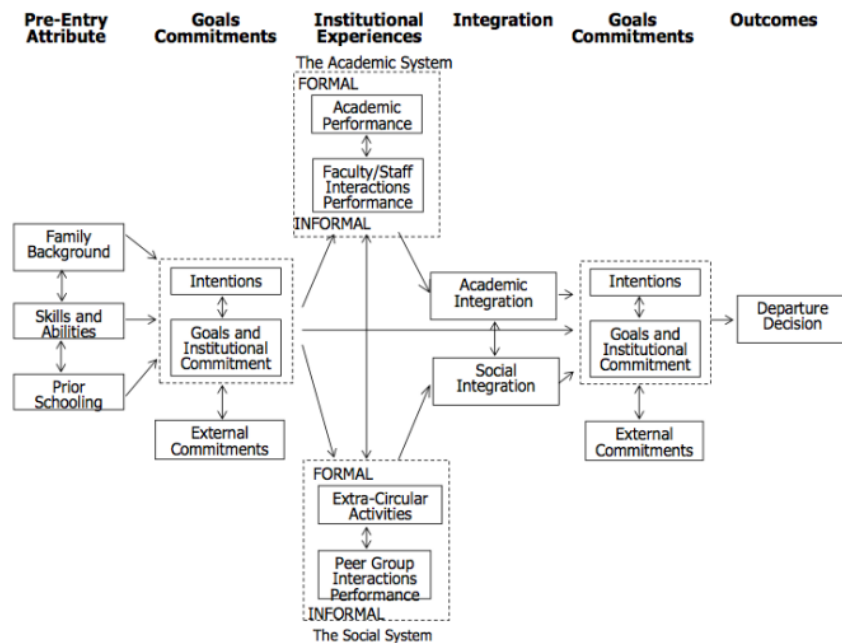 Pre-Entry
Attribute
Goals
Commitments
Institutional
Experiences
Integration
Goals
Commitments
Outcomes
The Academic System
FORMAL
Academic
Performance
Faculty/Staff
Interactions
Performance
INFORMAL
Family
Background
Skills and
Abilities
Prior
Schooling
Intentions
Goals and
Institutional
Commitment
External
Commitments
Academic
Integration
Social
Integration
Intentions
Goals and
Institutional
Commitment
External
Commitments
Departure
Decision
FORMAL
Extra-Circular
Activities
Peer Group
Interactions
Performance
INFORMAL
The Social System